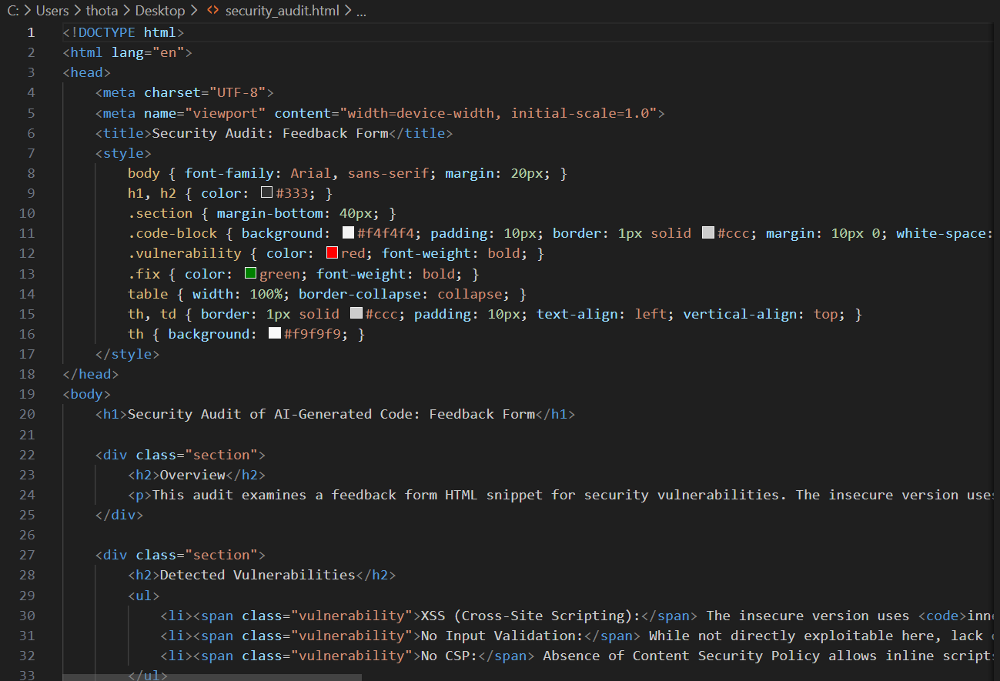 C: > Users > thota > Desktop > <> security_audit.html > ...
1 <!DOCTYPE html>
2 <html lang="en">
3 <head>
4     <meta charset="UTF-8">
5     <meta name="viewport" content="width=device-width, initial-scale=1.0">
6     <title>Security Audit: Feedback Form</title>
7     <style>
8         body { font-family: Arial, sans-serif; margin: 20px; }
9         h1, h2 { color: #333; }
10         .section { margin-bottom: 40px; }
11         .code-block { background: #f4f4f4; padding: 10px; border: 1px solid #ccc; margin: 10px 0; white-space:
12         .vulnerability { color: red; font-weight: bold; }
13         .fix { color: green; font-weight: bold; }
14         table { width: 100%; border-collapse: collapse; }
15         th, td { border: 1px solid #ccc; padding: 10px; text-align: left; vertical-align: top; }
16         th { background: #f9f9f9; }
17     </style>
18 </head>
19 <body>
20     <h1>Security Audit of AI-Generated Code: Feedback Form</h1>
21
22     <div class="section">
23         <h2>Overview</h2>
24         <p>This audit examines a feedback form HTML snippet for security vulnerabilities. The insecure version uses
25     </div>
26
27     <div class="section">
28         <h2>Detected Vulnerabilities</h2>
29         <ul>
30             <li><span class="vulnerability">XSS (Cross-Site Scripting):</span> The insecure version uses <code>inne
31             <li><span class="vulnerability">No Input Validation:</span> While not directly exploitable here, lack
32             <li><span class="vulnerability">No CSP:</span> Absence of Content Security Policy allows inline scripts
33         </ul>